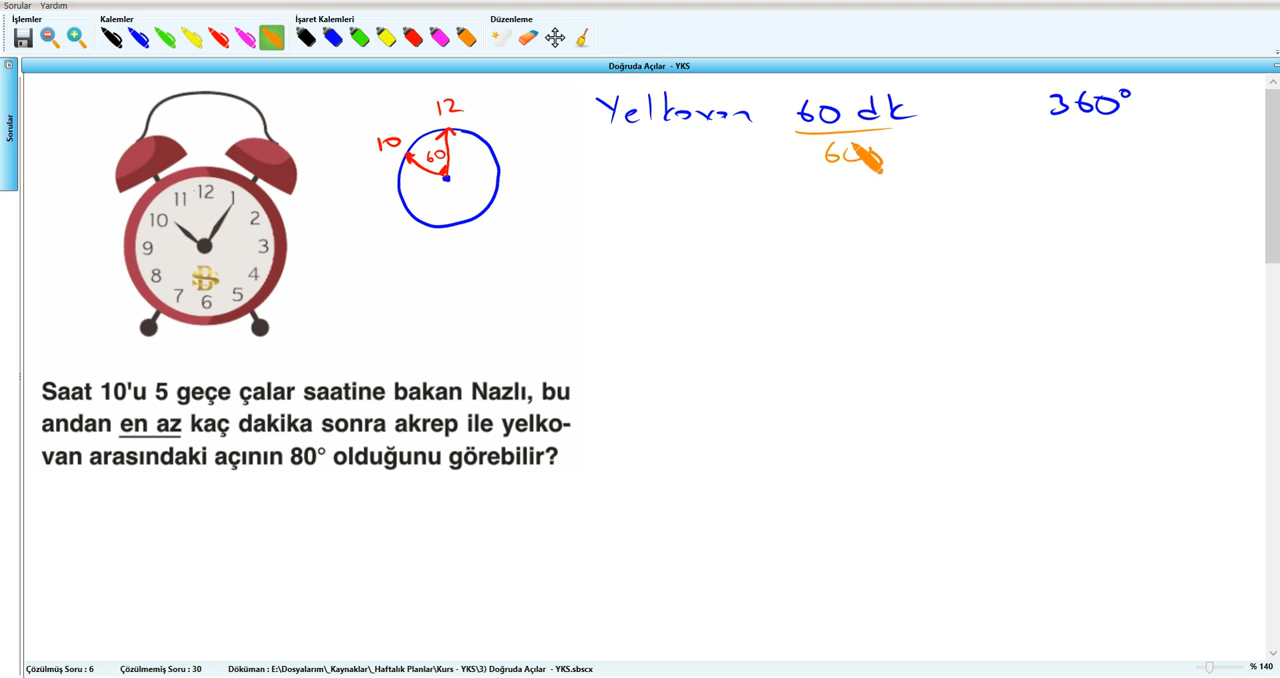 Sorular Yardım
İşlemler Kalemler İşaret Kalemleri Düzenleme
Doğruda Açılar - YKS
Sorular
12
10
60
Yelkovan 60 dk 360°
60
11 12 1
10 2
9 3
8 4
7 6 5
Saat 10'u 5 geçe çalar saatine bakan Nazlı, bu
andan en az kaç dakika sonra akrep ile yelko-
van arasındaki açının 80° olduğunu görebilir?
Çözülmüş Soru : 6 Çözülmemiş Soru : 30 Döküman : E:\Dosyalarım\_Kaynaklar\_Haftalık Planlar\Kurs - YKS\3) Doğruda Açılar - YKS.sbscx % 140